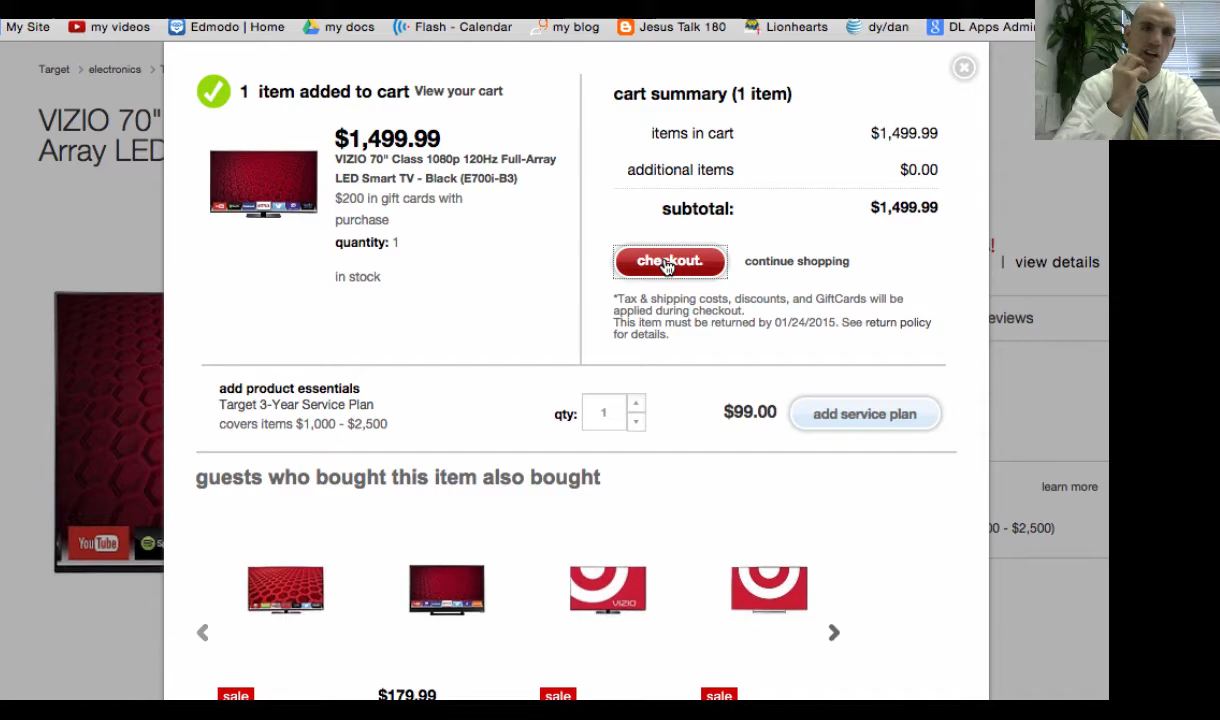 My Site my videos Edmodo | Home my docs Flash - Calendar my blog Jesus Talk 180 Lionhearts dy/dan DL Apps Admi
Target > electronics >
VIZIO 70"
Array LED
1 item added to cart View your cart
$1,499.99
VIZIO 70" Class 1080p 120Hz Full-Array
LED Smart TV - Black (E700i-B3)
$200 in gift cards with
purchase
quantity: 1
in stock
cart summary (1 item)
items in cart $1,499.99
additional items $0.00
subtotal: $1,499.99
checkout. continue shopping
*Tax & shipping costs, discounts, and GiftCards will be
applied during checkout.
This item must be returned by 01/24/2015. See return policy
for details.
| view details
eviews
add product essentials
Target 3-Year Service Plan
covers items $1,000 - $2,500
qty: 1 $99.00 add service plan
guests who bought this item also bought
learn more
00 - $2,500)
YouTube
VIZIO
sale $179.99 sale sale